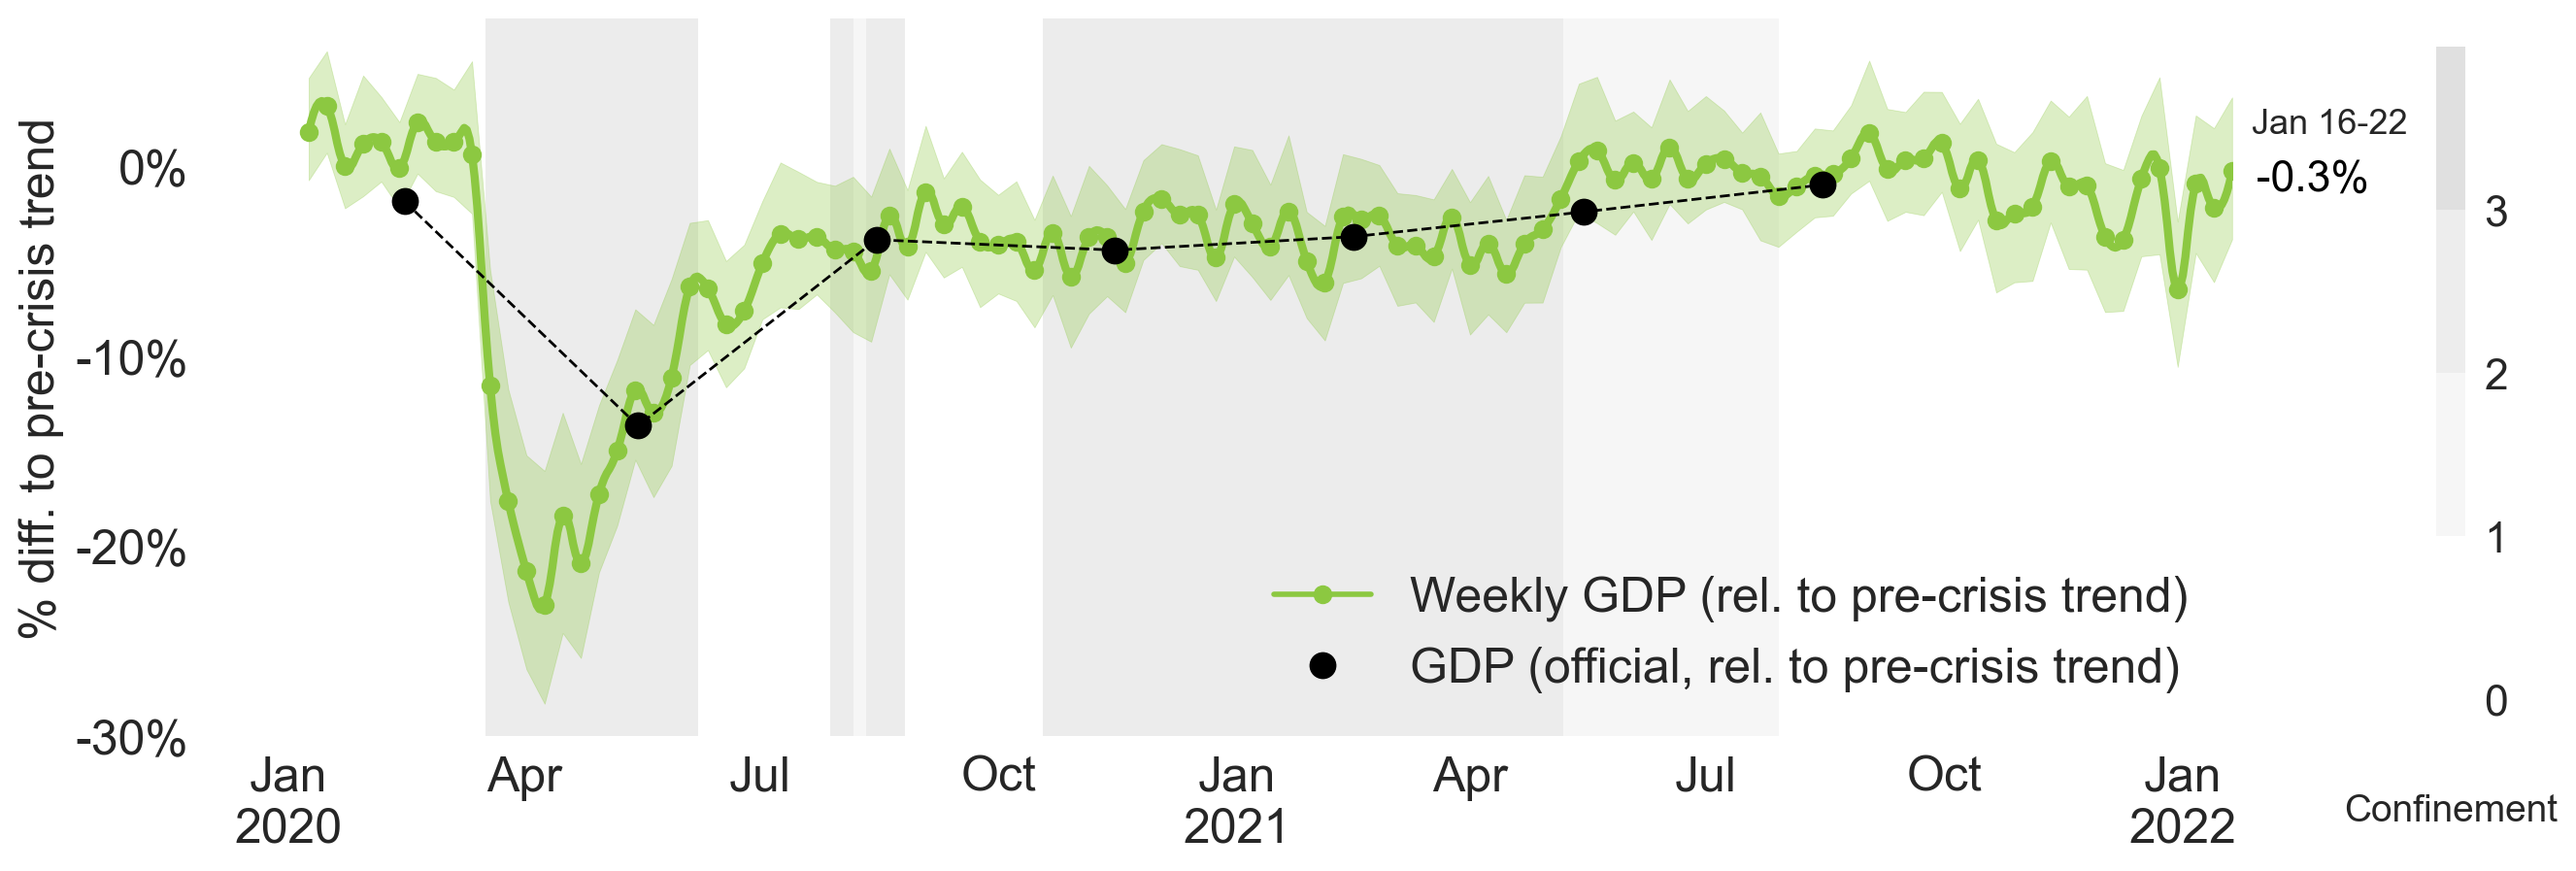 % diff. to pre-crisis trend
0%
-10%
-20%
-30%
Jan Apr Jul Oct Jan Apr Jul Oct Jan
2020 2021 2022
Weekly GDP (rel. to pre-crisis trend)
GDP (official, rel. to pre-crisis trend)
Jan 16-22
-0.3%
3
2
1
0
Confinement